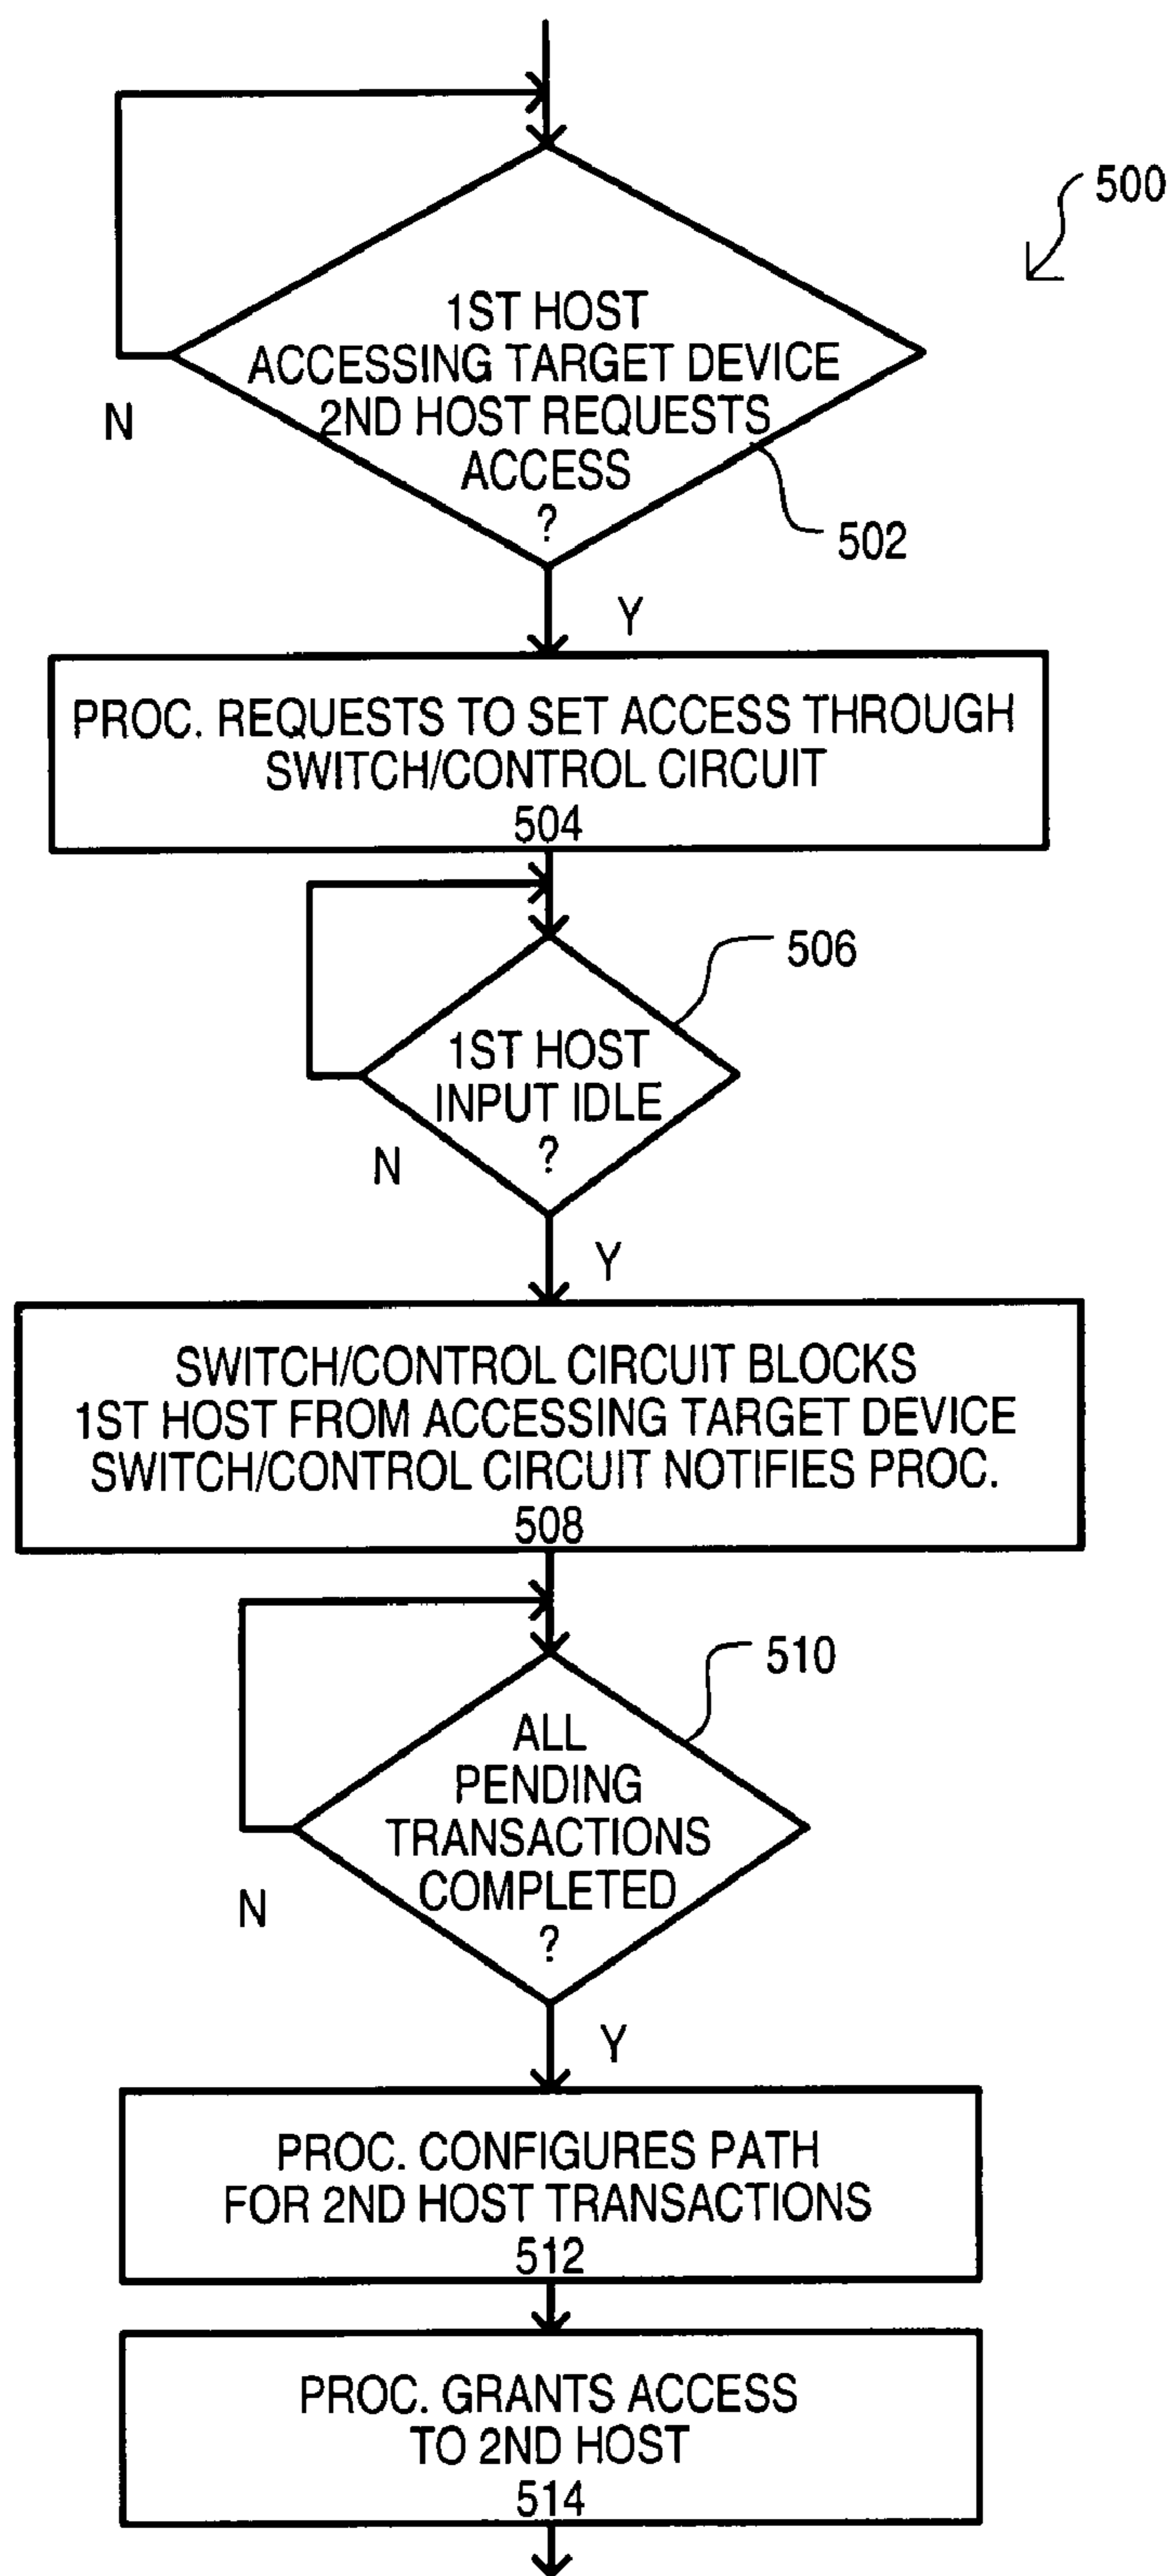 500
1ST HOST
ACCESSING TARGET DEVICE
2ND HOST REQUESTS
ACCESS
?
N
502
Y
PROC. REQUESTS TO SET ACCESS THROUGH
SWITCH/CONTROL CIRCUIT
504
506
1ST HOST
INPUT IDLE
?
N
Y
SWITCH/CONTROL CIRCUIT BLOCKS
1ST HOST FROM ACCESSING TARGET DEVICE
SWITCH/CONTROL CIRCUIT NOTIFIES PROC.
508
510
ALL
PENDING
TRANSACTIONS
COMPLETED
?
N
Y
PROC. CONFIGURES PATH
FOR 2ND HOST TRANSACTIONS
512
PROC. GRANTS ACCESS
TO 2ND HOST
514